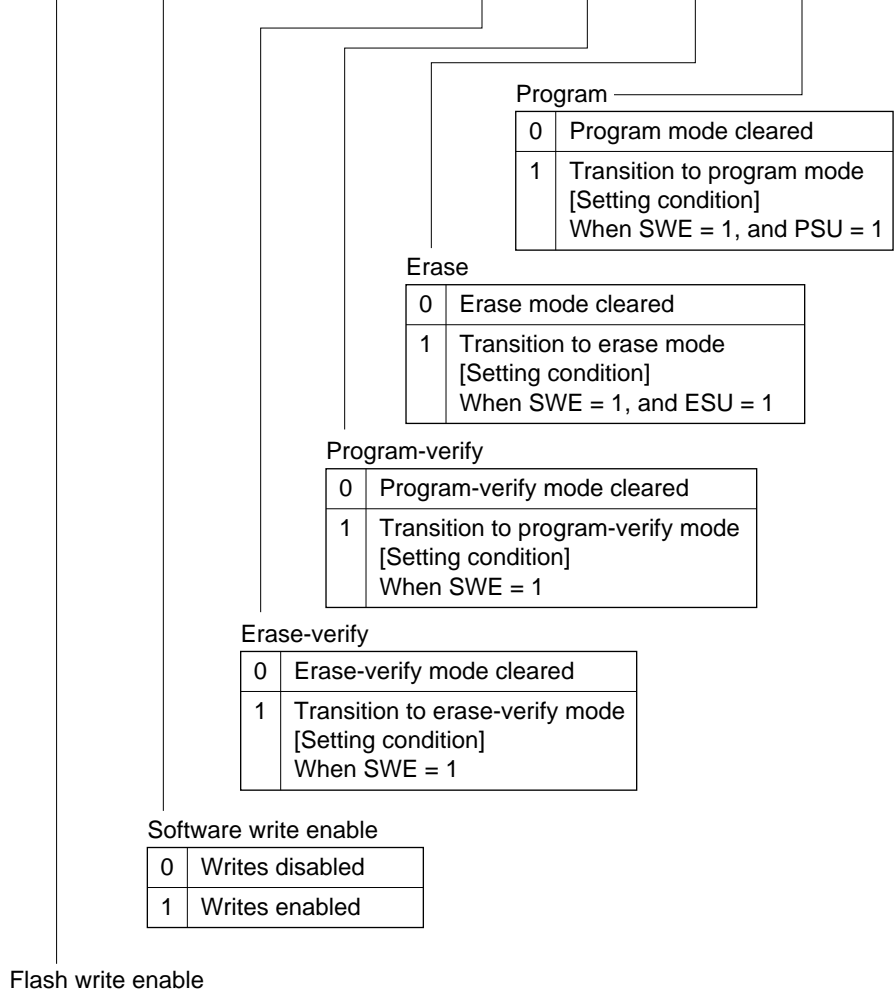 Program
0 Program mode cleared
1 Transition to program mode
[Setting condition]
When SWE = 1, and PSU = 1
Erase
0 Erase mode cleared
1 Transition to erase mode
[Setting condition]
When SWE = 1, and ESU = 1
Program-verify
0 Program-verify mode cleared
1 Transition to program-verify mode
[Setting condition]
When SWE = 1
Erase-verify
0 Erase-verify mode cleared
1 Transition to erase-verify mode
[Setting condition]
When SWE = 1
Software write enable
0 Writes disabled
1 Writes enabled
Flash write enable